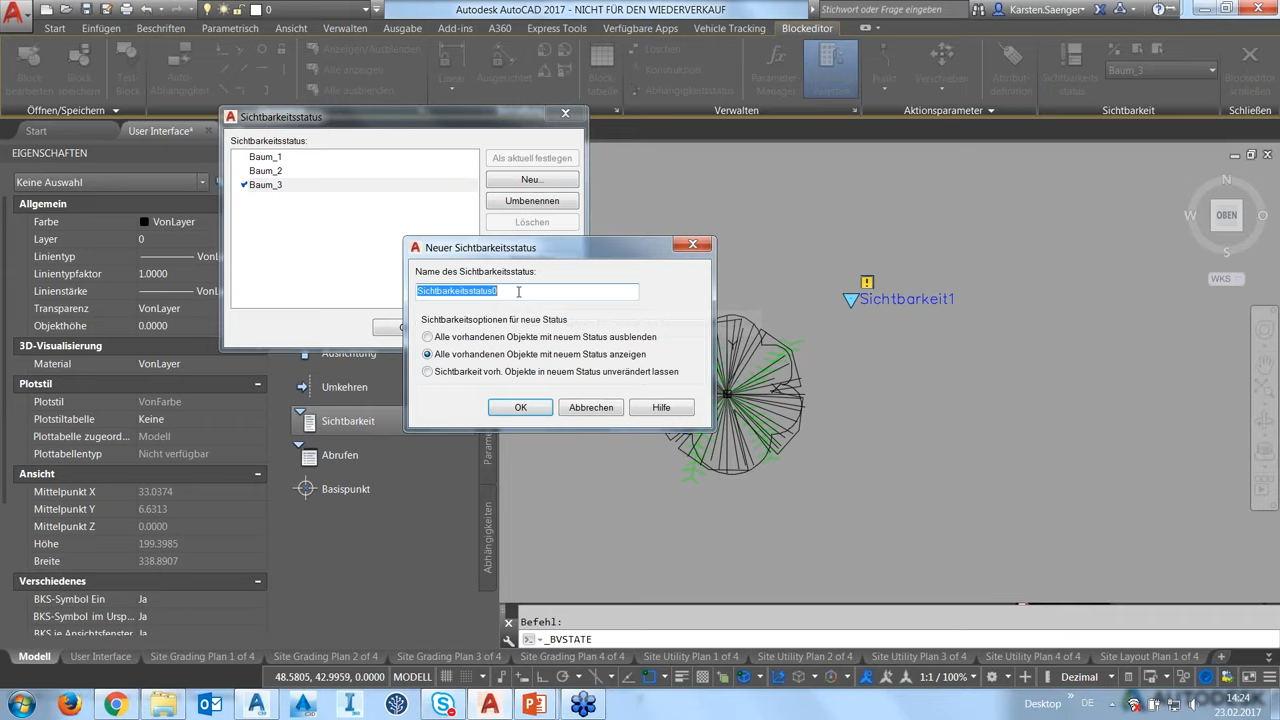 0
Autodesk AutoCAD 2017 - NICHT FÜR DEN WIEDERVERKAUF
Stichwort oder Frage eingeben
Karsten.Saenger
Start
Einfügen
Beschriften
Parametrisch
Ansicht
Verwalten
Ausgabe
Add-ins
A360
Express Tools
Verfügbare Apps
Vehicle Tracking
Blockeditor
Block bearbeiten
Block speichern
Test-Block
Auto-
Anzeigen/Ausblenden
Alle anzeigen
Alle ausblenden
Linear
Ausgerichtet
Block-tabelle
Löschen
Konstruktion
Abhängigkeitsstatus
Parameter Manager
Punkt
Verschieben
Attribut-definition
Sichtbarkeits status
Baum_3
Blockeditor schließen
Öffnen/Speichern
Verwalten
Aktionsparameter
Sichtbarkeit
Schließen
Start
User Interface*
EIGENSCHAFTEN
Keine Auswahl
Allgemein
Farbe
VonLayer
Layer
0
Linientyp
VonLayer
Linientypfaktor
1.0000
Linienstärke
VonLayer
Transparenz
VonLayer
Objekthöhe
0.0000
3D-Visualisierung
Material
VonLayer
Plotstil
Plotstil
VonFarbe
Plotstiltabelle
Keine
Plottabelle zugeord...
Modell
Plottabellentyp
Nicht verfügbar
Ansicht
Mittelpunkt X
33.0374
Mittelpunkt Y
6.6313
Mittelpunkt Z
0.0000
Höhe
199.3985
Breite
338.8907
Verschiedenes
BKS-Symbol Ein
Ja
BKS-Symbol im Ursp...
Ja
BKS je Ansichtsfenster
Ja
Sichtbarkeitsstatus
Sichtbarkeitsstatus:
Baum_1
Baum_2
Baum_3
Als aktuell festlegen
Neu...
Umbenennen
Löschen
Ausrichtung
Umkehren
Sichtbarkeit
Abrufen
Basispunkt
Abhängigkeiten
Neuer Sichtbarkeitsstatus
Name des Sichtbarkeitsstatus:
Sichtbarkeitsstatus0
Sichtbarkeitsoptionen für neue Status
Alle vorhandenen Objekte mit neuem Status ausblenden
Alle vorhandenen Objekte mit neuem Status anzeigen
Sichtbarkeit vorh. Objekte in neuem Status unverändert lassen
OK
Abbrechen
Hilfe
N
W
OBEN
O
S
WKS
Sichtbarkeit1
Befehl:
_BVSTATE
Modell
User Interface
Site Grading Plan 1 of 4
Site Grading Plan 2 of 4
Site Grading Plan 3 of 4
Site Grading Plan 4 of 4
Site Utility Plan 1 of 4
Site Utility Plan 2 of 4
Site Utility Plan 3 of 4
Site Utility Plan 4 of 4
Site Layout Plan 1 of 4
48.5805, 42.9959, 0.0000
MODELL
1:1 / 100%
Dezimal
Desktop
DE
14:24
23.02.2017